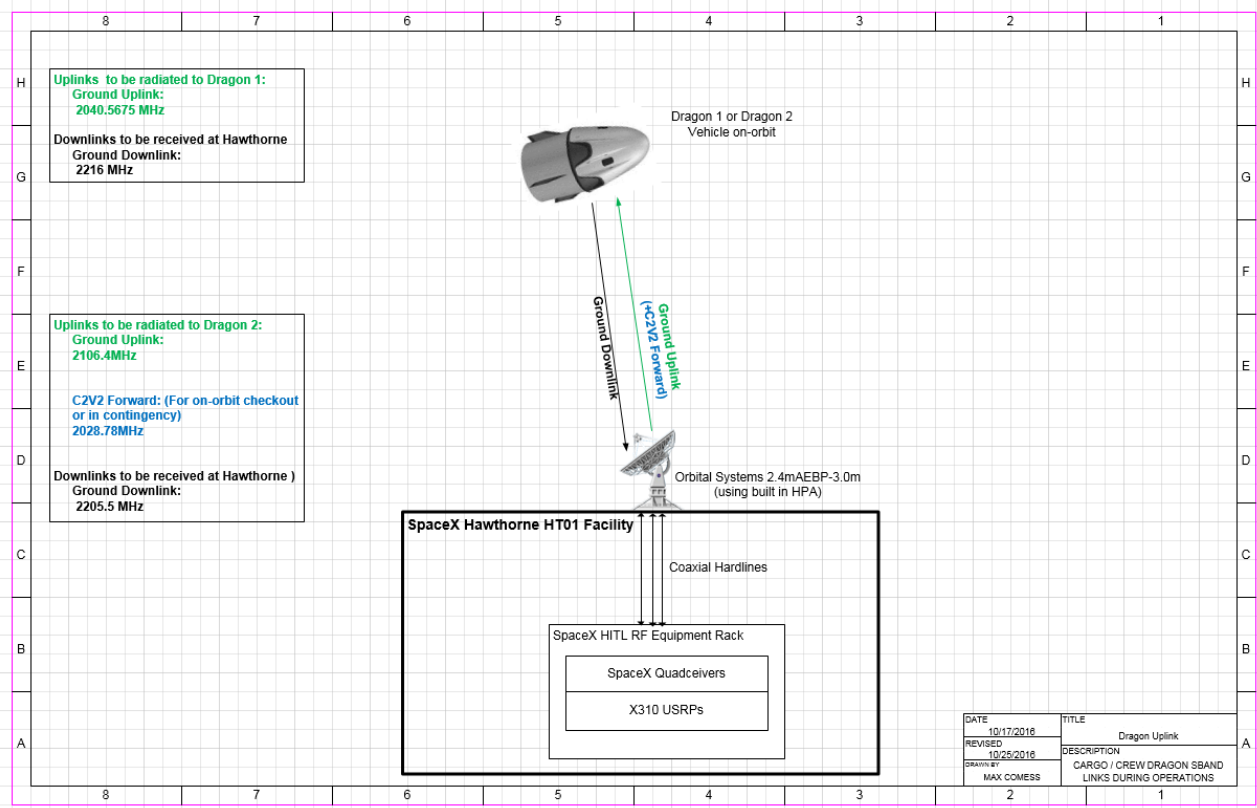 8 7 6 5 4 3 2 1
H H
G G
F F
E E
D D
C C
B B
A A
Uplinks to be radiated to Dragon 1:
Ground Uplink:
2040.5675 MHz
Downlinks to be received at Hawthorne
Ground Downlink:
2216 MHz
Dragon 1 or Dragon 2
Vehicle on-orbit
Ground Downlink
Ground Uplink
(+C2V2 Forward)
Uplinks to be radiated to Dragon 2:
Ground Uplink:
2106.4MHz
C2V2 Forward: (For on-orbit checkout
or in contingency)
2028.78MHz
Downlinks to be received at Hawthorne )
Ground Downlink:
2205.5 MHz
Orbital Systems 2.4mAEBP-3.0m
(using built in HPA)
SpaceX Hawthorne HT01 Facility
Coaxial Hardlines
SpaceX HITL RF Equipment Rack
SpaceX Quadceivers
X310 USRPs
DATE
10/17/2016
REVISED
10/25/2016
DRAWN BY
MAX COMESS
TITLE
Dragon Uplink
DESCRIPTION
CARGO / CREW DRAGON SBAND
LINKS DURING OPERATIONS
8 7 6 5 4 3 2 1